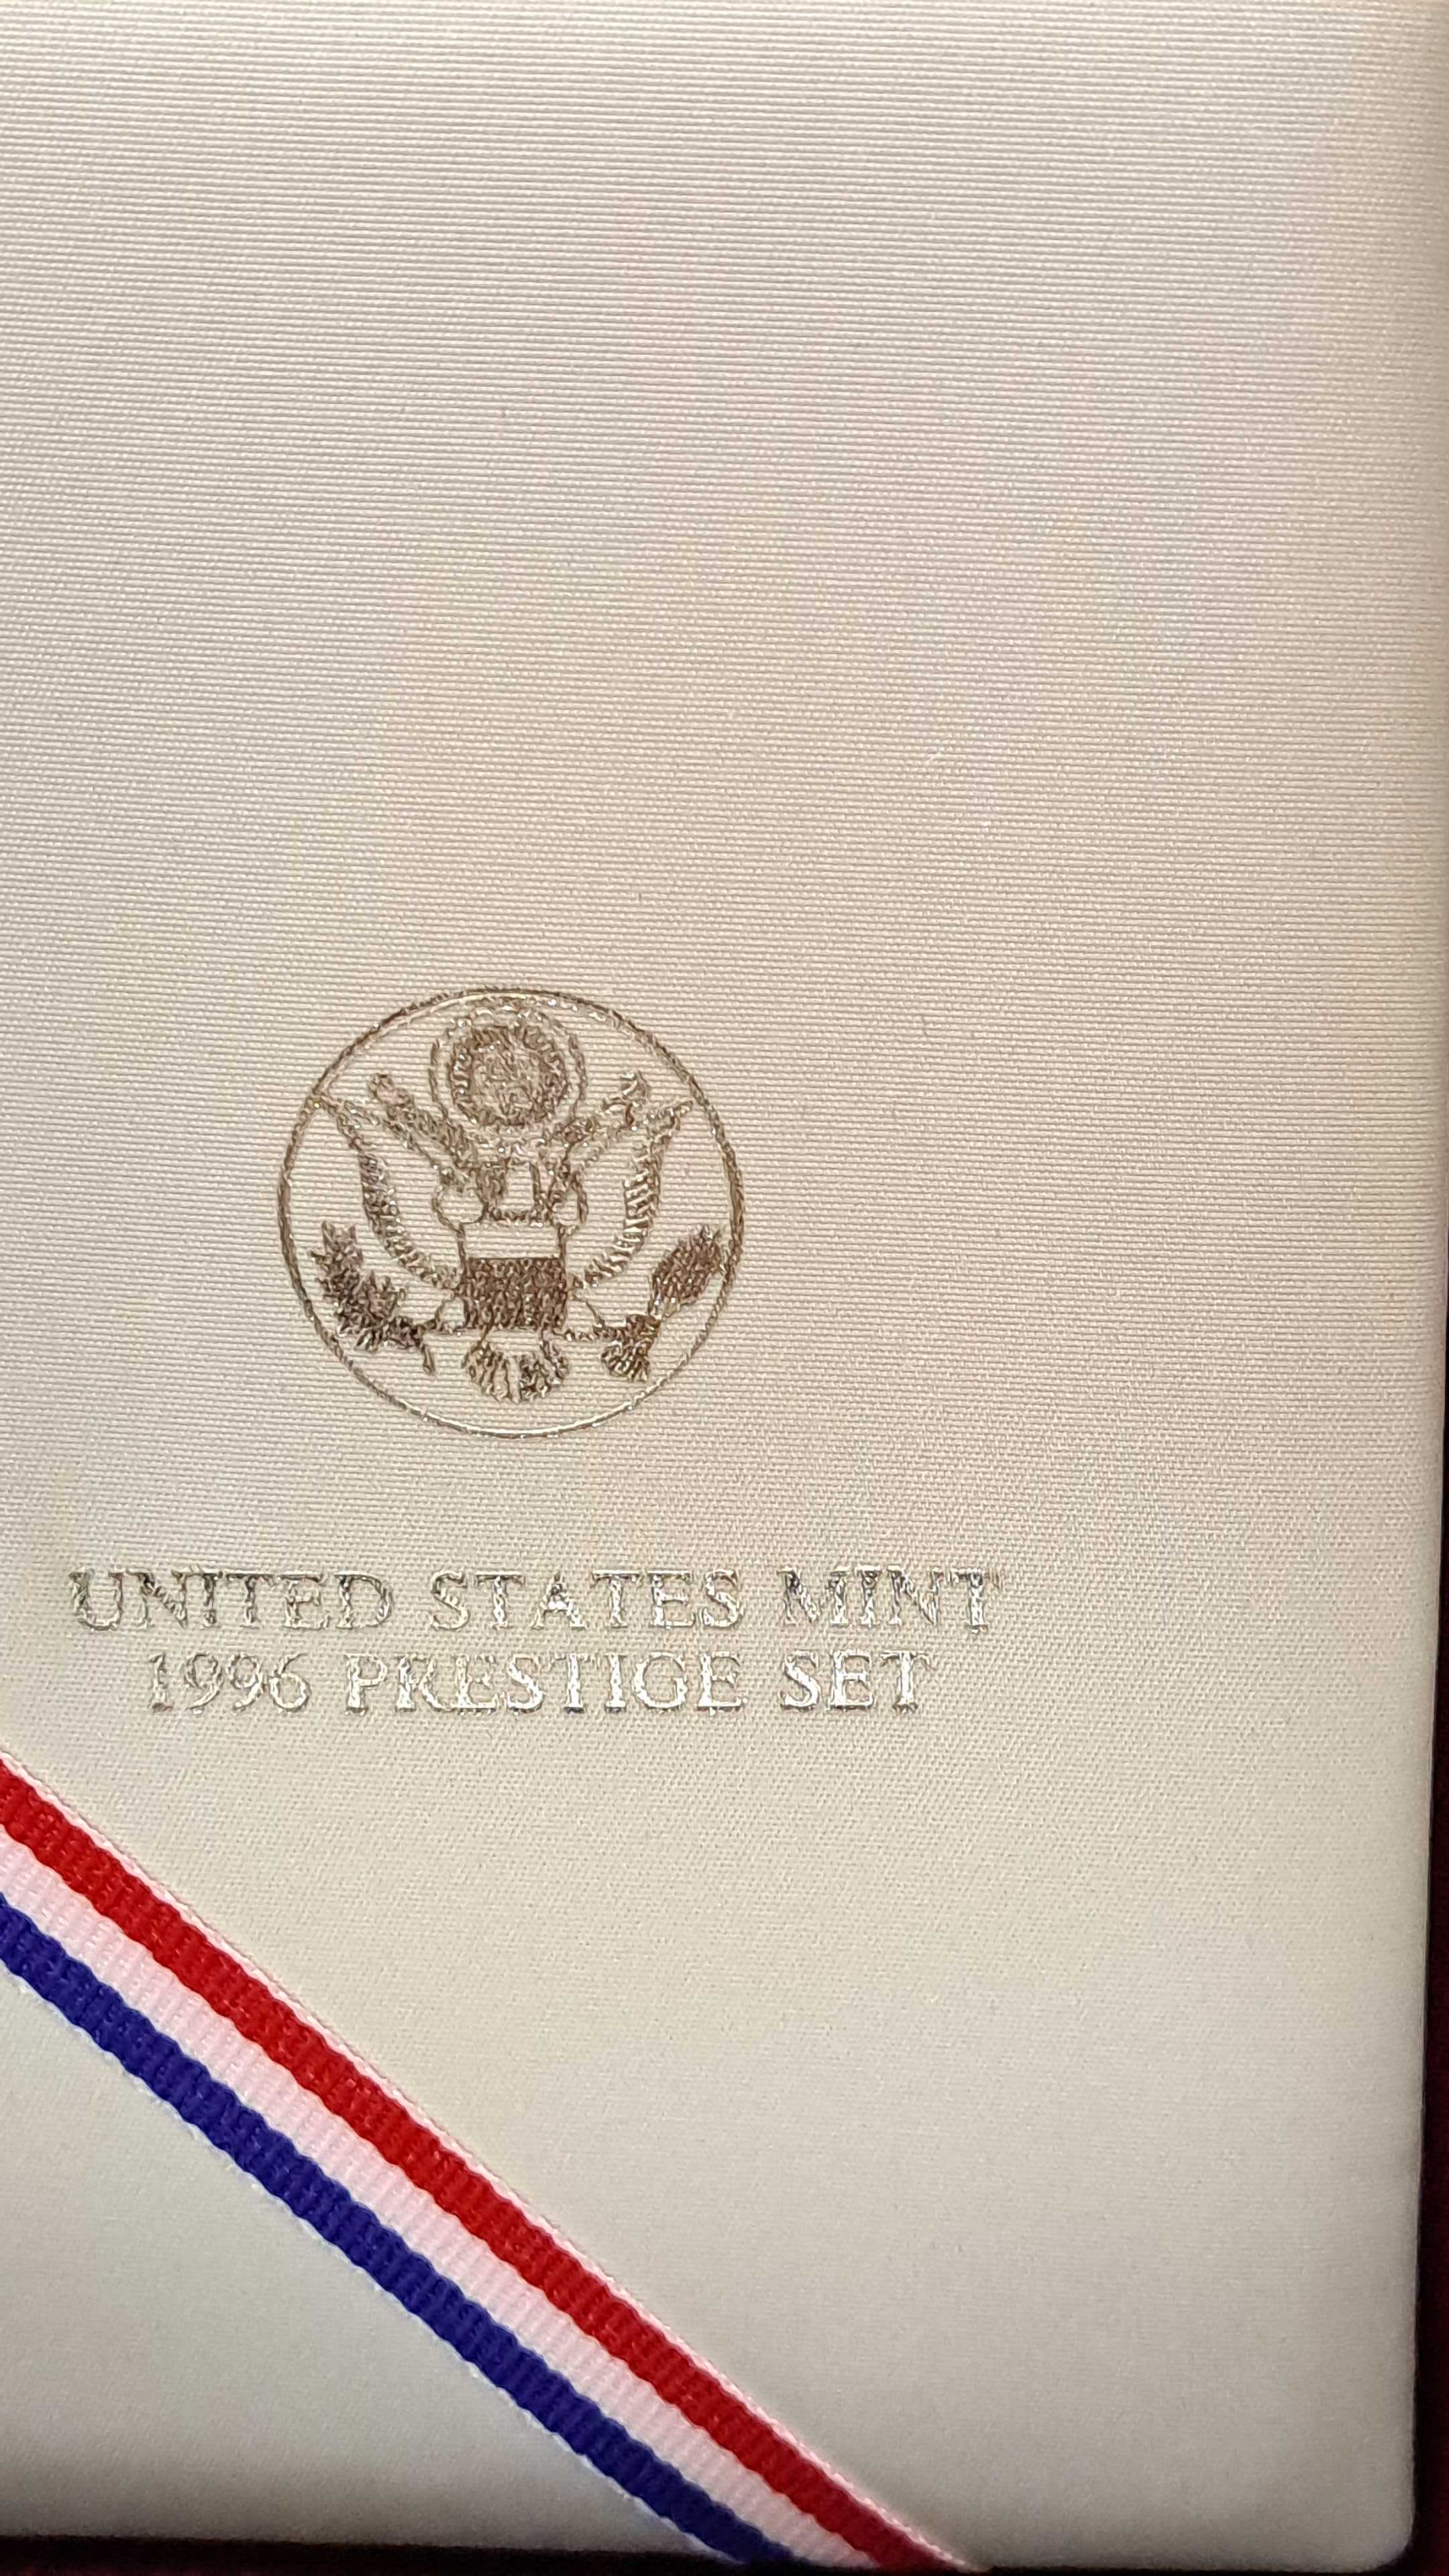 UNITED STATES MINT
1996 PRESTIGE SET